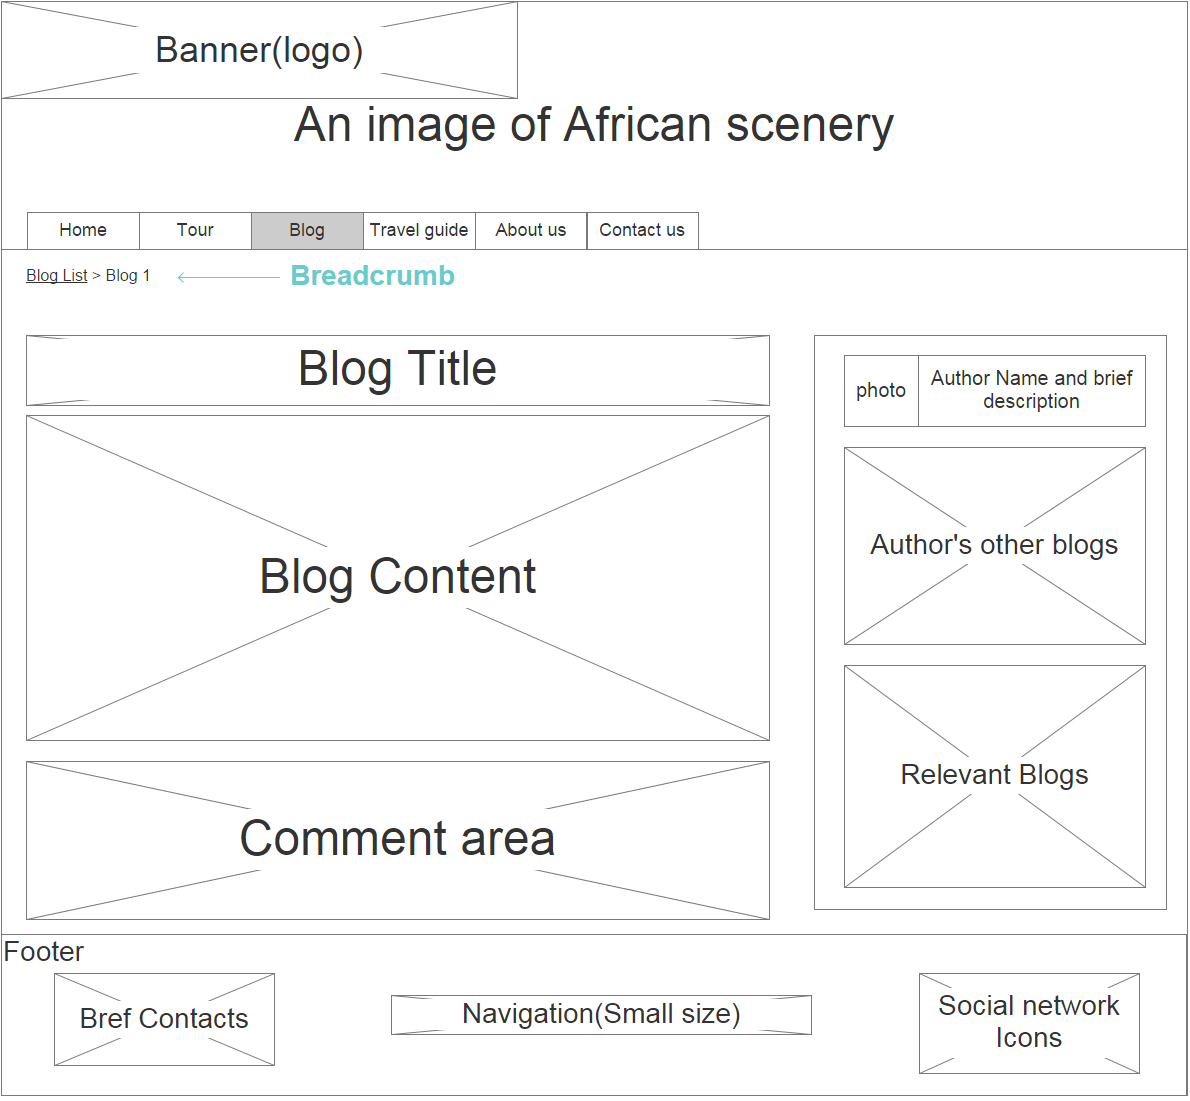 Banner(logo)
An image of African scenery
Home
Tour
Blog
Travel guide
About us
Contact us
Blog List > Blog 1
Breadcrumb
Blog Title
Blog Content
Comment area
photo
Author Name and brief
description
Author's other blogs
Relevant Blogs
Footer
Bref Contacts
Navigation(Small size)
Social network
Icons